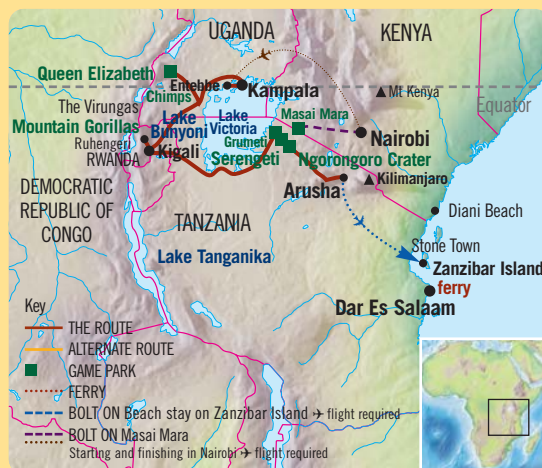 UGANDA
KENYA
Queen Elizabeth
Entebbe
Kampala
Chimps
Mt Kenya
Equator
The Virungas
Lake
Bunyoni
Lake
Victoria
Masai Mara
Mountain Gorillas
Grumeti
Nairobi
Ruhengeri
Kigali
RWANDA
Serengeti
Ngorongoro Crater
Arusha
Kilimanjaro
DEMOCRATIC
REPUBLIC OF
CONGO
TANZANIA
Diani Beach
Lake Tanganika
Stone Town
Zanzibar Island
ferry
Dar Es Salaam
Key
THE ROUTE
ALTERNATE ROUTE
GAME PARK
FERRY
BOLT ON Beach stay on Zanzibar Island ✈ flight required
BOLT ON Masai Mara
Starting and finishing in Nairobi ✈ flight required